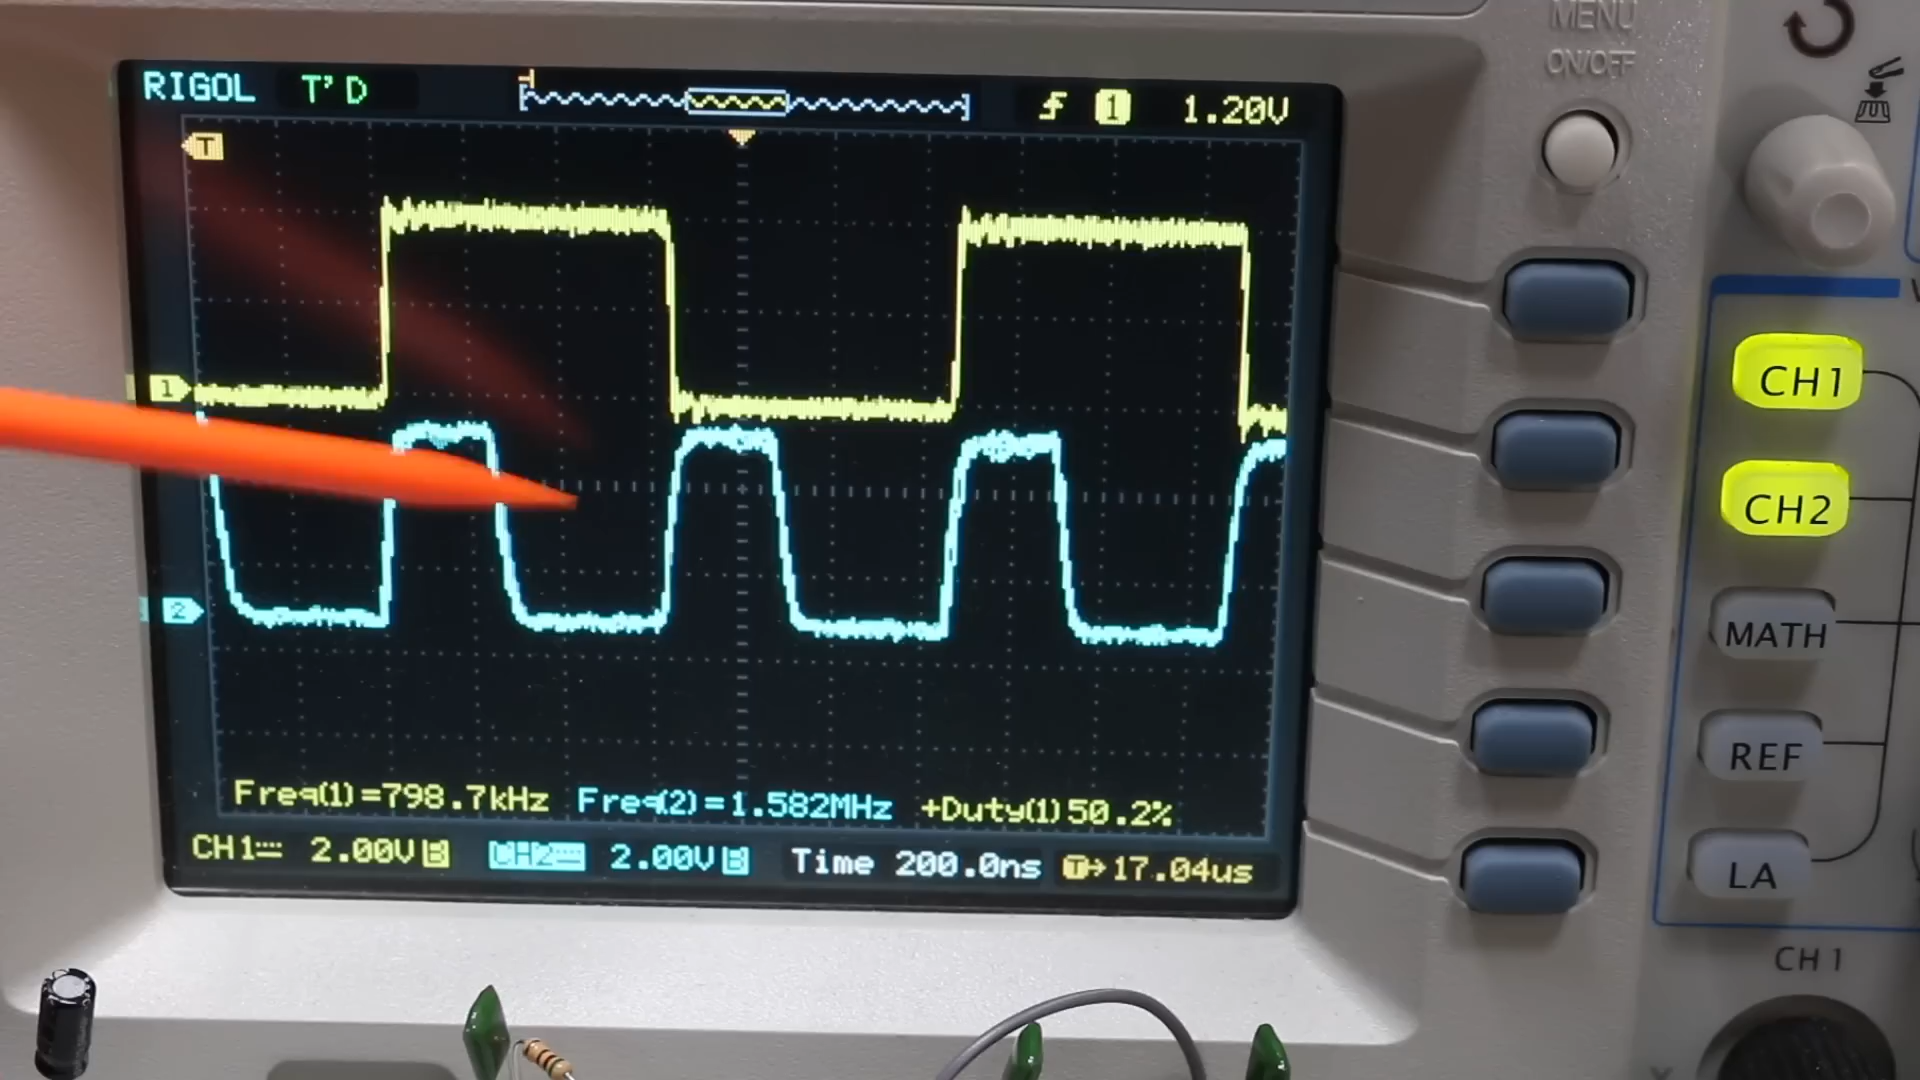 MENU
ON/OFF
RIGOL T'D 1 1.20V
T
1
2
Freq(1)=798.7kHz Freq(2)=1.582MHz +Duty(1)50.2%
CH1 2.00V B CH2 2.00V B Time 200.0ns T 17.04us
CH1
CH2
MATH
REF
LA
CH1